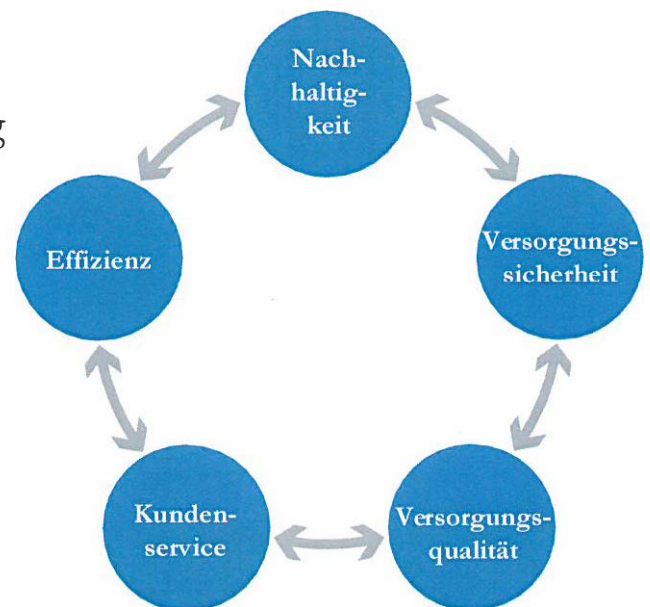 Nach-
haltig-
keit
g
Effizienz
Versorgungs-
sicherheit
Kunden-
service
Versorgungs-
qualität